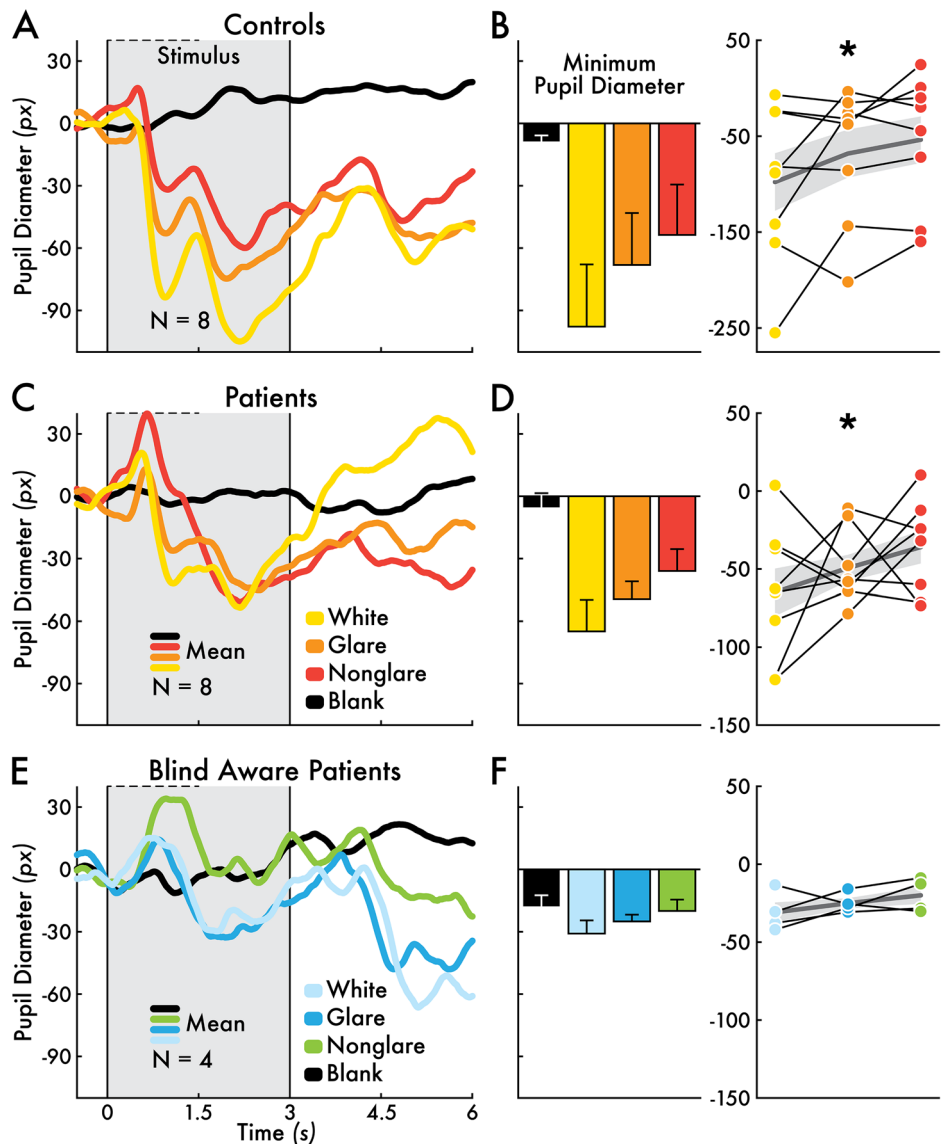 A
Controls
B
Stimulus
Minimum
Pupil Diameter
*
Pupil Diameter (px)
30
0
-30
-60
-90
N = 8
50
-50
-150
-250
C
Patients
D
*
Pupil Diameter (px)
30
0
-30
-60
-90
Mean
N = 8
White
Glare
Nonglare
Blank
50
0
-50
-100
-150
E
Blind Aware Patients
F
Pupil Diameter (px)
30
0
-30
-60
-90
Mean
N = 4
White
Glare
Nonglare
Blank
0 1.5 3 4.5 6
Time (s)
50
0
-50
-100
-150